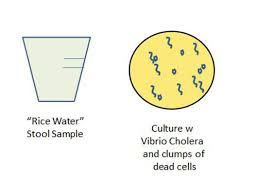 "Rice Water"
Stool Sample
Culture w
Vibrio Cholera
and clumps of
dead cells